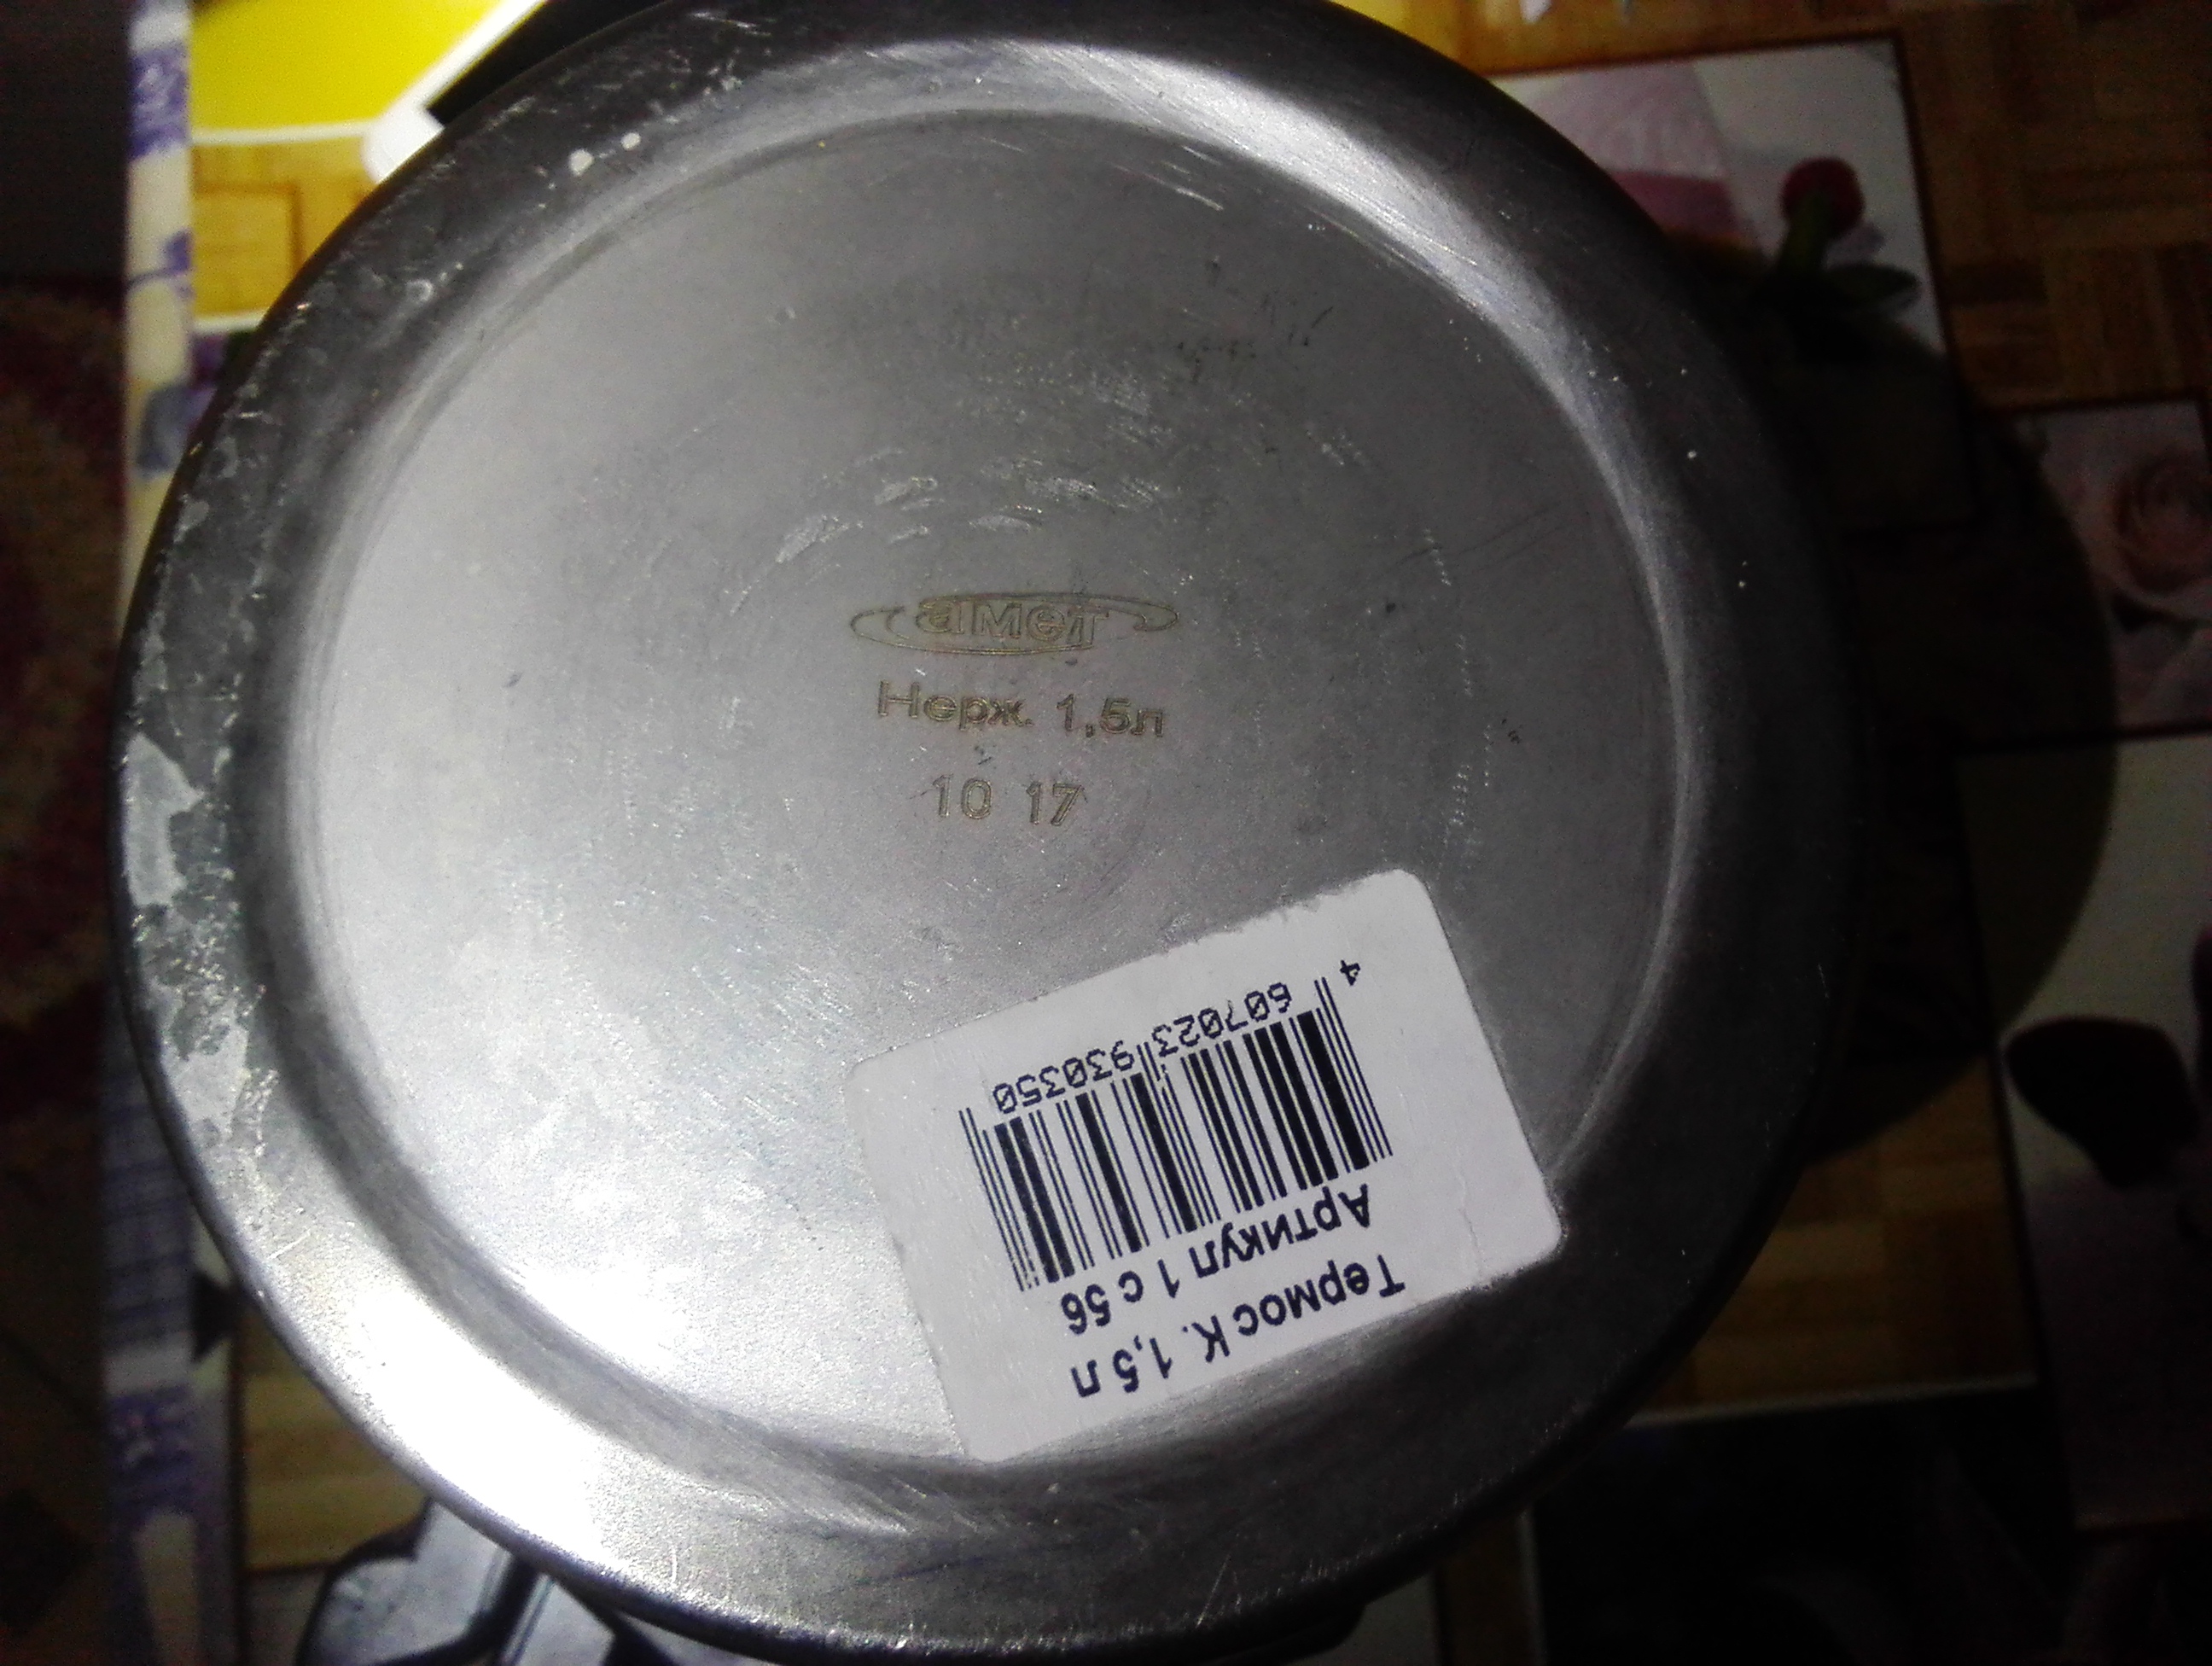 амет
Нерж. 1,5л
10 17
Термос К. 1,5 л
Артикул 1 с 56
4 607023 930350